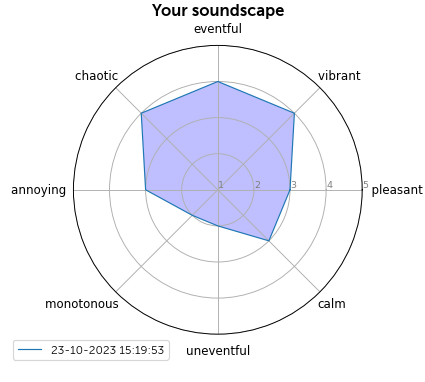 Your soundscape
eventful
chaotic
vibrant
annoying
1
2
3
4
5
pleasant
monotonous
calm
uneventful
23-10-2023 15:19:53